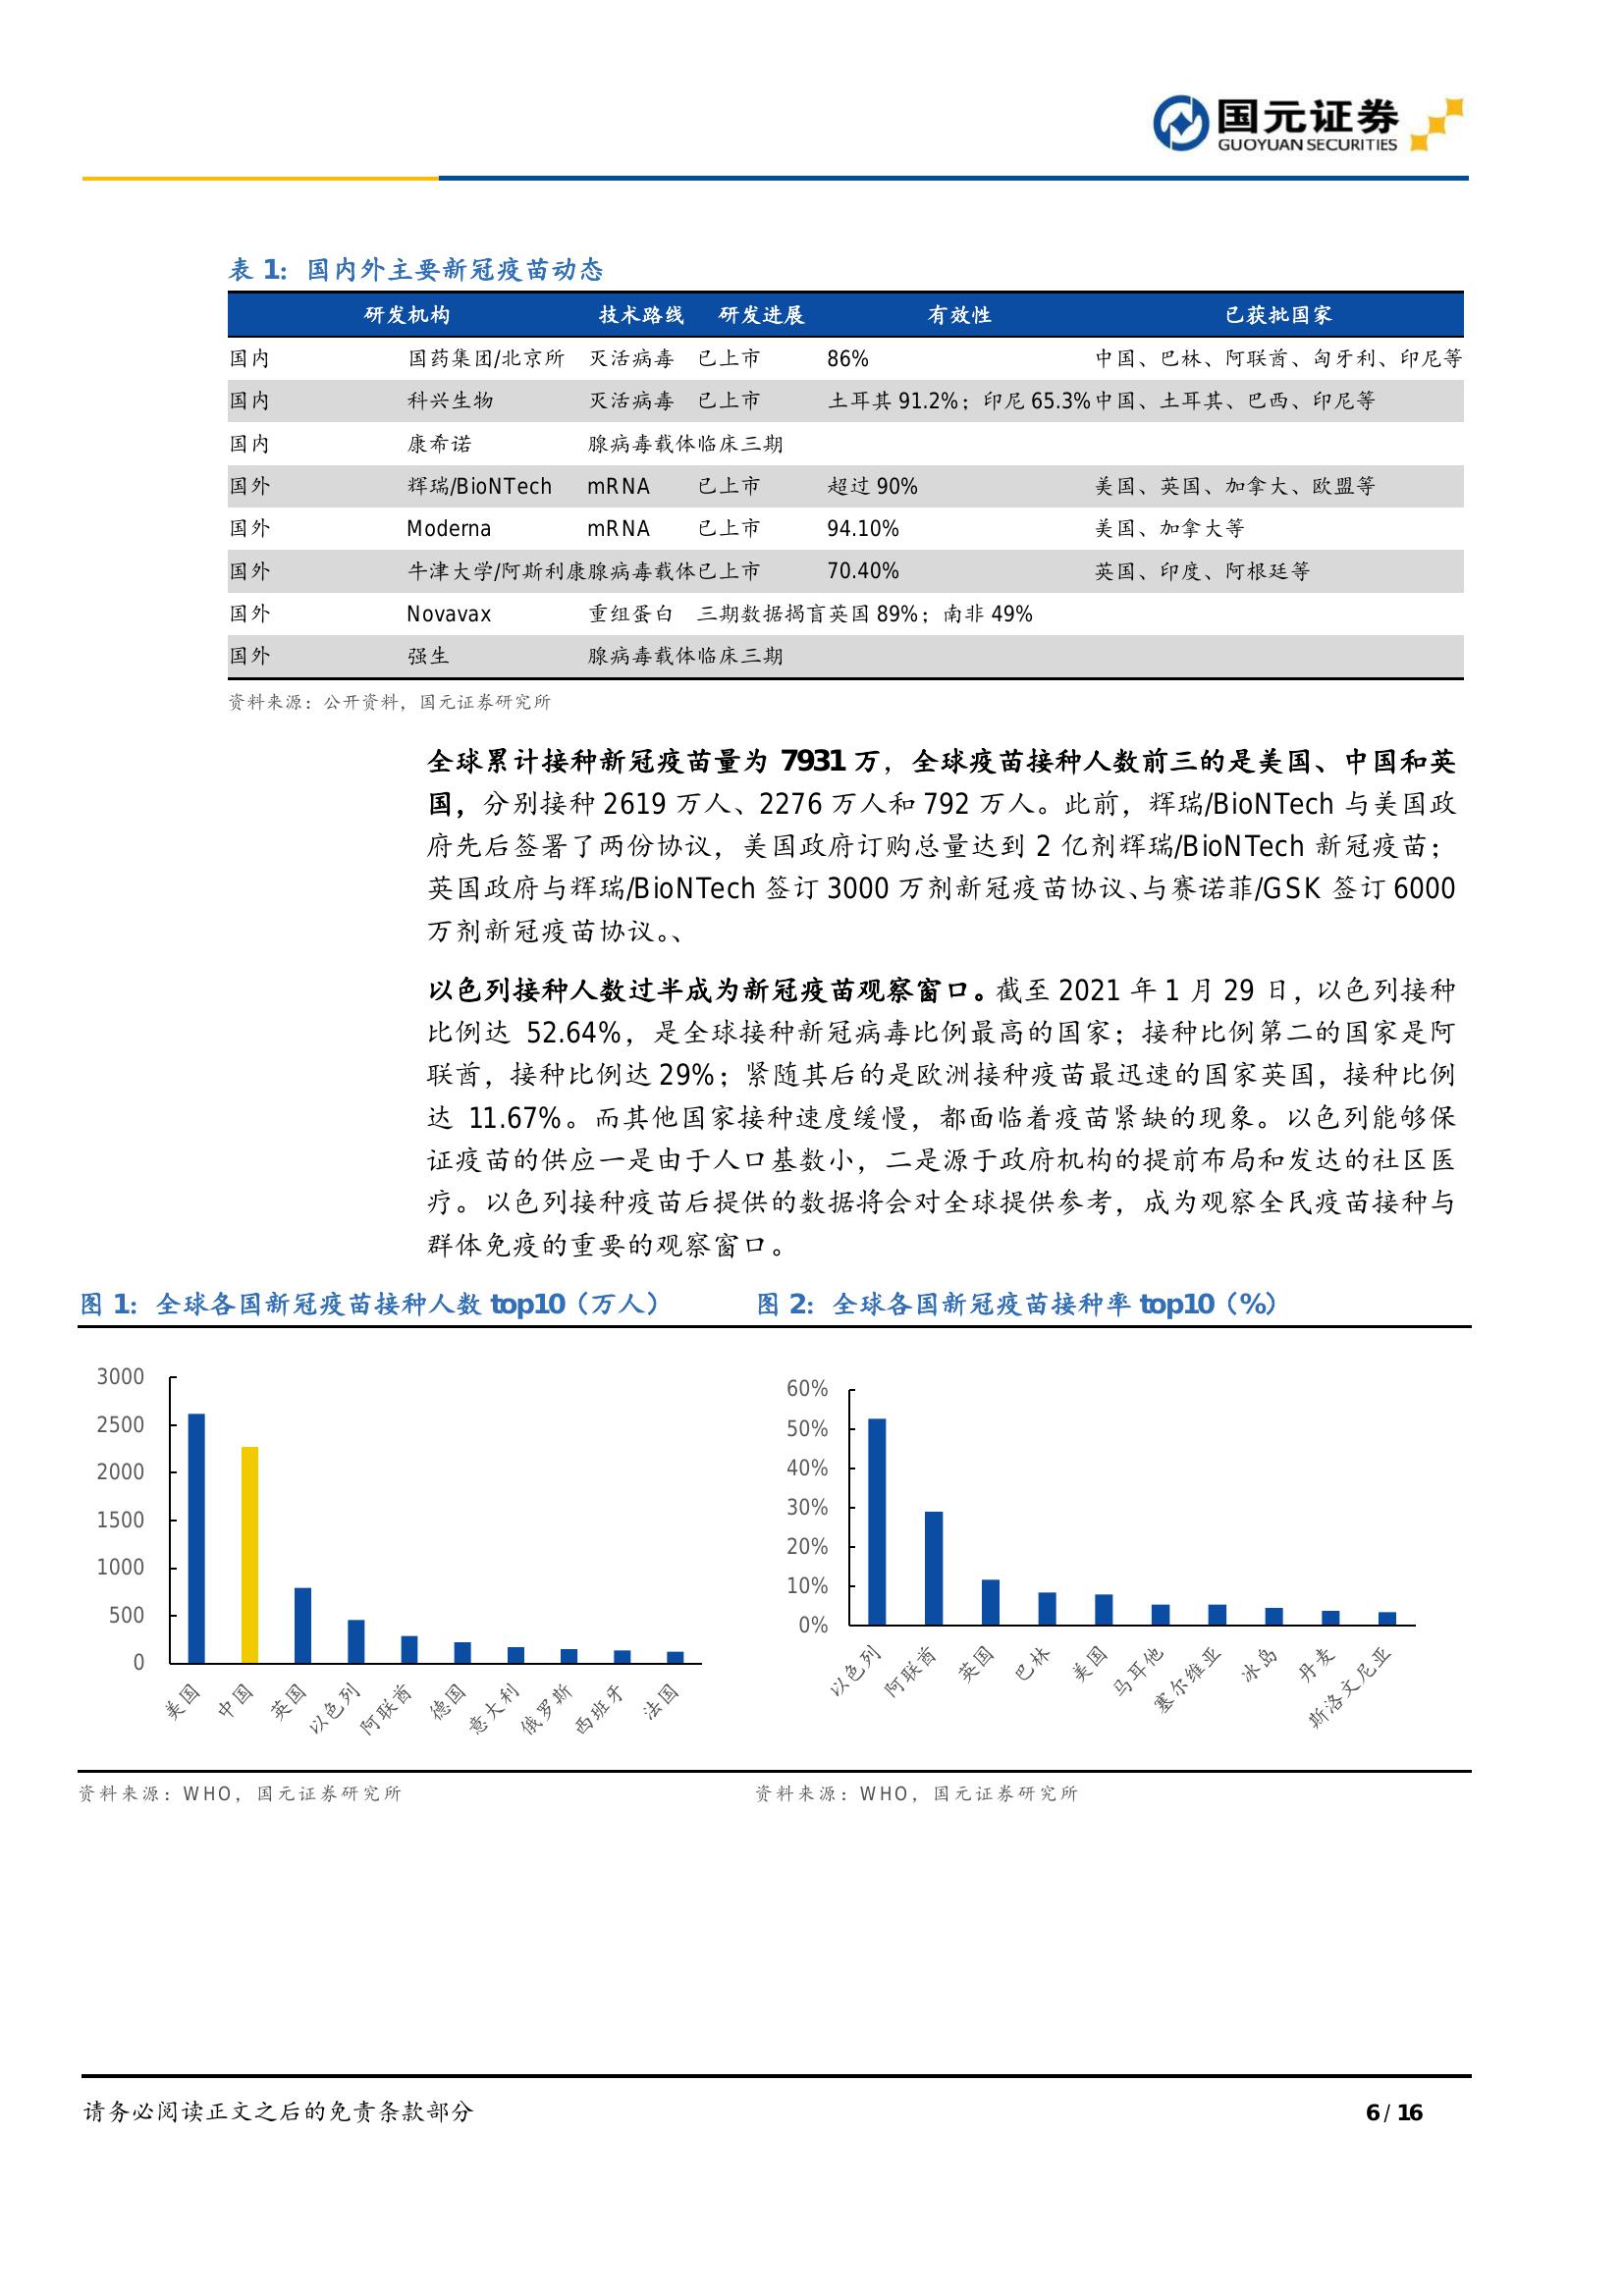 国元证券
GUOYUAN SECURITIES
表 1：国内外主要新冠疫苗动态
研发机构 技术路线 研发进展 有效性 已获批国家
国内 国药集团/北京所 灭活病毒 已上市 86% 中国、巴林、阿联酋、匈牙利、印尼等
国内 科兴生物 灭活病毒 已上市 土耳其 91.2%；印尼 65.3% 中国、土耳其、巴西、印尼等
国内 康希诺 腺病毒载体 临床三期
国外 辉瑞/BioNTech mRNA 已上市 超过 90% 美国、英国、加拿大、欧盟等
国外 Moderna mRNA 已上市 94.10% 美国、加拿大等
国外 牛津大学/阿斯利康 腺病毒载体 已上市 70.40% 英国、印度、阿根廷等
国外 Novavax 重组蛋白 三期数据揭盲 英国 89%；南非 49%
国外 强生 腺病毒载体 临床三期
资料来源：公开资料，国元证券研究所
全球累计接种新冠疫苗量为 7931 万，全球疫苗接种人数前三的是美国、中国和英
国，分别接种 2619 万人、2276 万人和 792 万人。此前，辉瑞/BioNTech 与美国政
府先后签署了两份协议，美国政府订购总量达到 2 亿剂辉瑞/BioNTech 新冠疫苗；
英国政府与辉瑞/BioNTech 签订 3000 万剂新冠疫苗协议、与赛诺菲/GSK 签订 6000
万剂新冠疫苗协议。、
以色列接种人数过半成为新冠疫苗观察窗口。截至 2021 年 1 月 29 日，以色列接种
比例达 52.64%，是全球接种新冠病毒比例最高的国家；接种比例第二的国家是阿
联酋，接种比例达 29%；紧随其后的是欧洲接种疫苗最迅速的国家英国，接种比例
达 11.67%。而其他国家接种速度缓慢，都面临着疫苗紧缺的现象。以色列能够保
证疫苗的供应一是由于人口基数小，二是源于政府机构的提前布局和发达的社区医
疗。以色列接种疫苗后提供的数据将会对全球提供参考，成为观察全民疫苗接种与
群体免疫的重要的观察窗口。
图 1：全球各国新冠疫苗接种人数 top10（万人）
3000
2500
2000
1500
1000
500
0
美国 中国 英国 以色列 阿联酋 德国 意大利 俄罗斯 西班牙 法国
资料来源：WHO，国元证券研究所
图 2：全球各国新冠疫苗接种率 top10（%）
60%
50%
40%
30%
20%
10%
0%
以色列 阿联酋 英国 巴林 美国 马耳他 塞尔维亚 冰岛 丹麦 斯洛文尼亚
资料来源：WHO，国元证券研究所
请务必阅读正文之后的免责条款部分 6 / 16